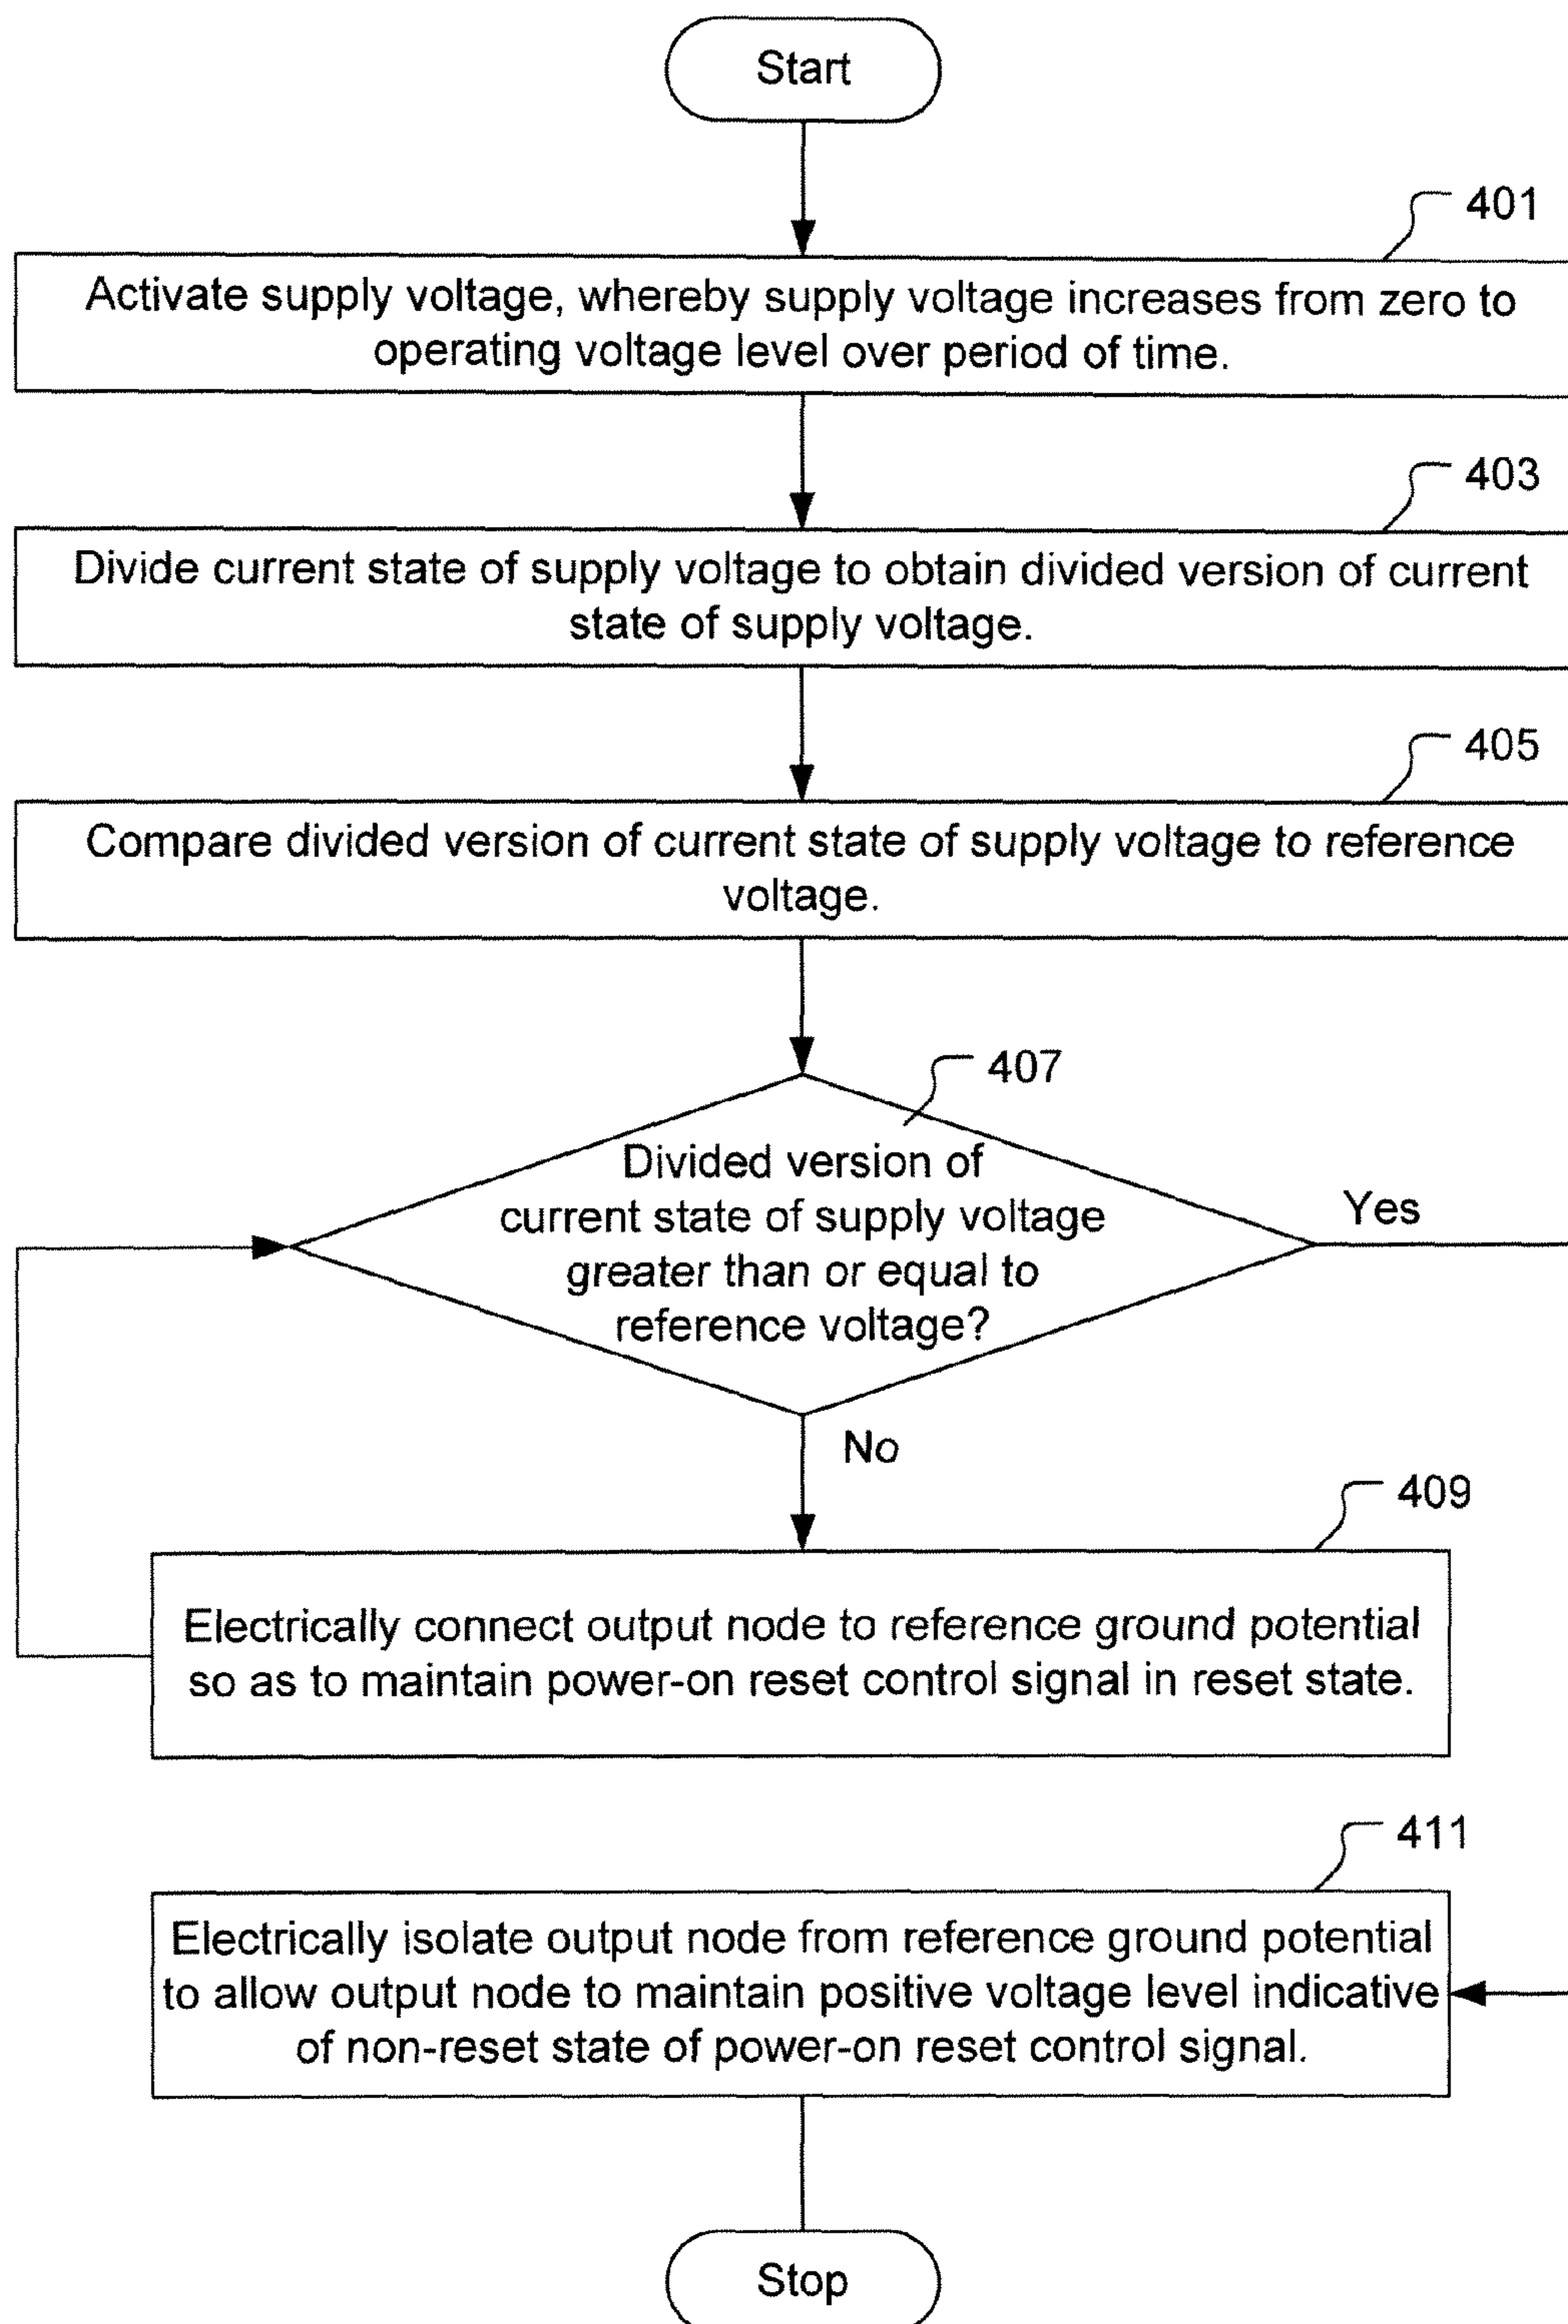 Start
401
Activate supply voltage, whereby supply voltage increases from zero to
operating voltage level over period of time.
403
Divide current state of supply voltage to obtain divided version of current
state of supply voltage.
405
Compare divided version of current state of supply voltage to reference
voltage.
407
Divided version of
current state of supply voltage
greater than or equal to
reference voltage?
Yes
No
409
Electrically connect output node to reference ground potential
so as to maintain power-on reset control signal in reset state.
411
Electrically isolate output node from reference ground potential
to allow output node to maintain positive voltage level indicative
of non-reset state of power-on reset control signal.
Stop